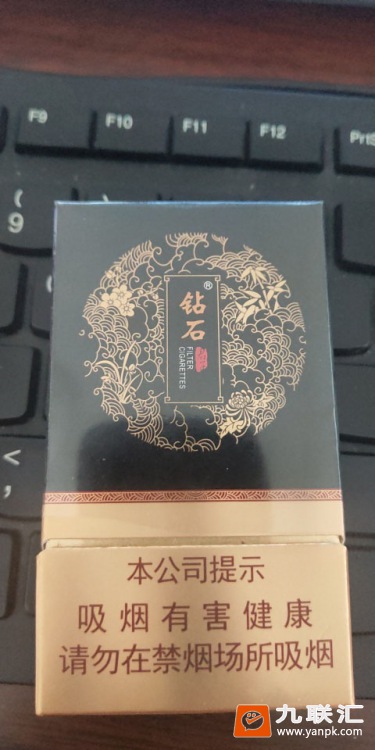 F9
F10
F11
F12
PrtS
(
9
<
,
钻石®
FILTER
CIGARETTES
本公司提示
吸烟有害健康
请勿在禁烟场所吸烟
九联汇
www.yanpk.com